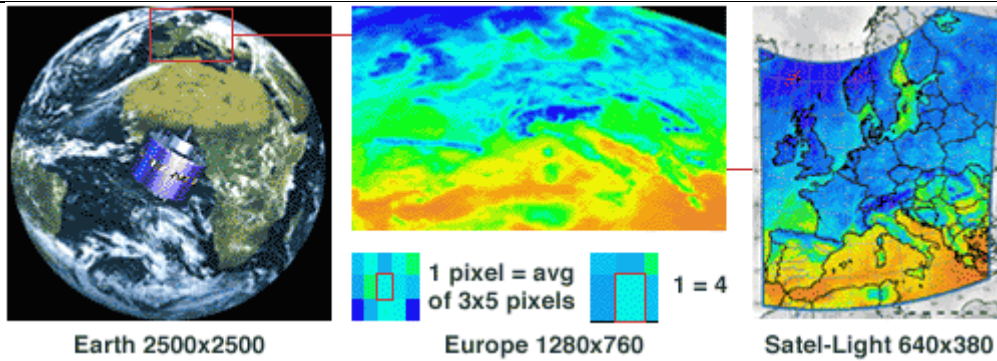 1 pixel = avg
of 3x5 pixels
1 = 4
Earth 2500x2500
Europe 1280x760
Satel-Light 640x380